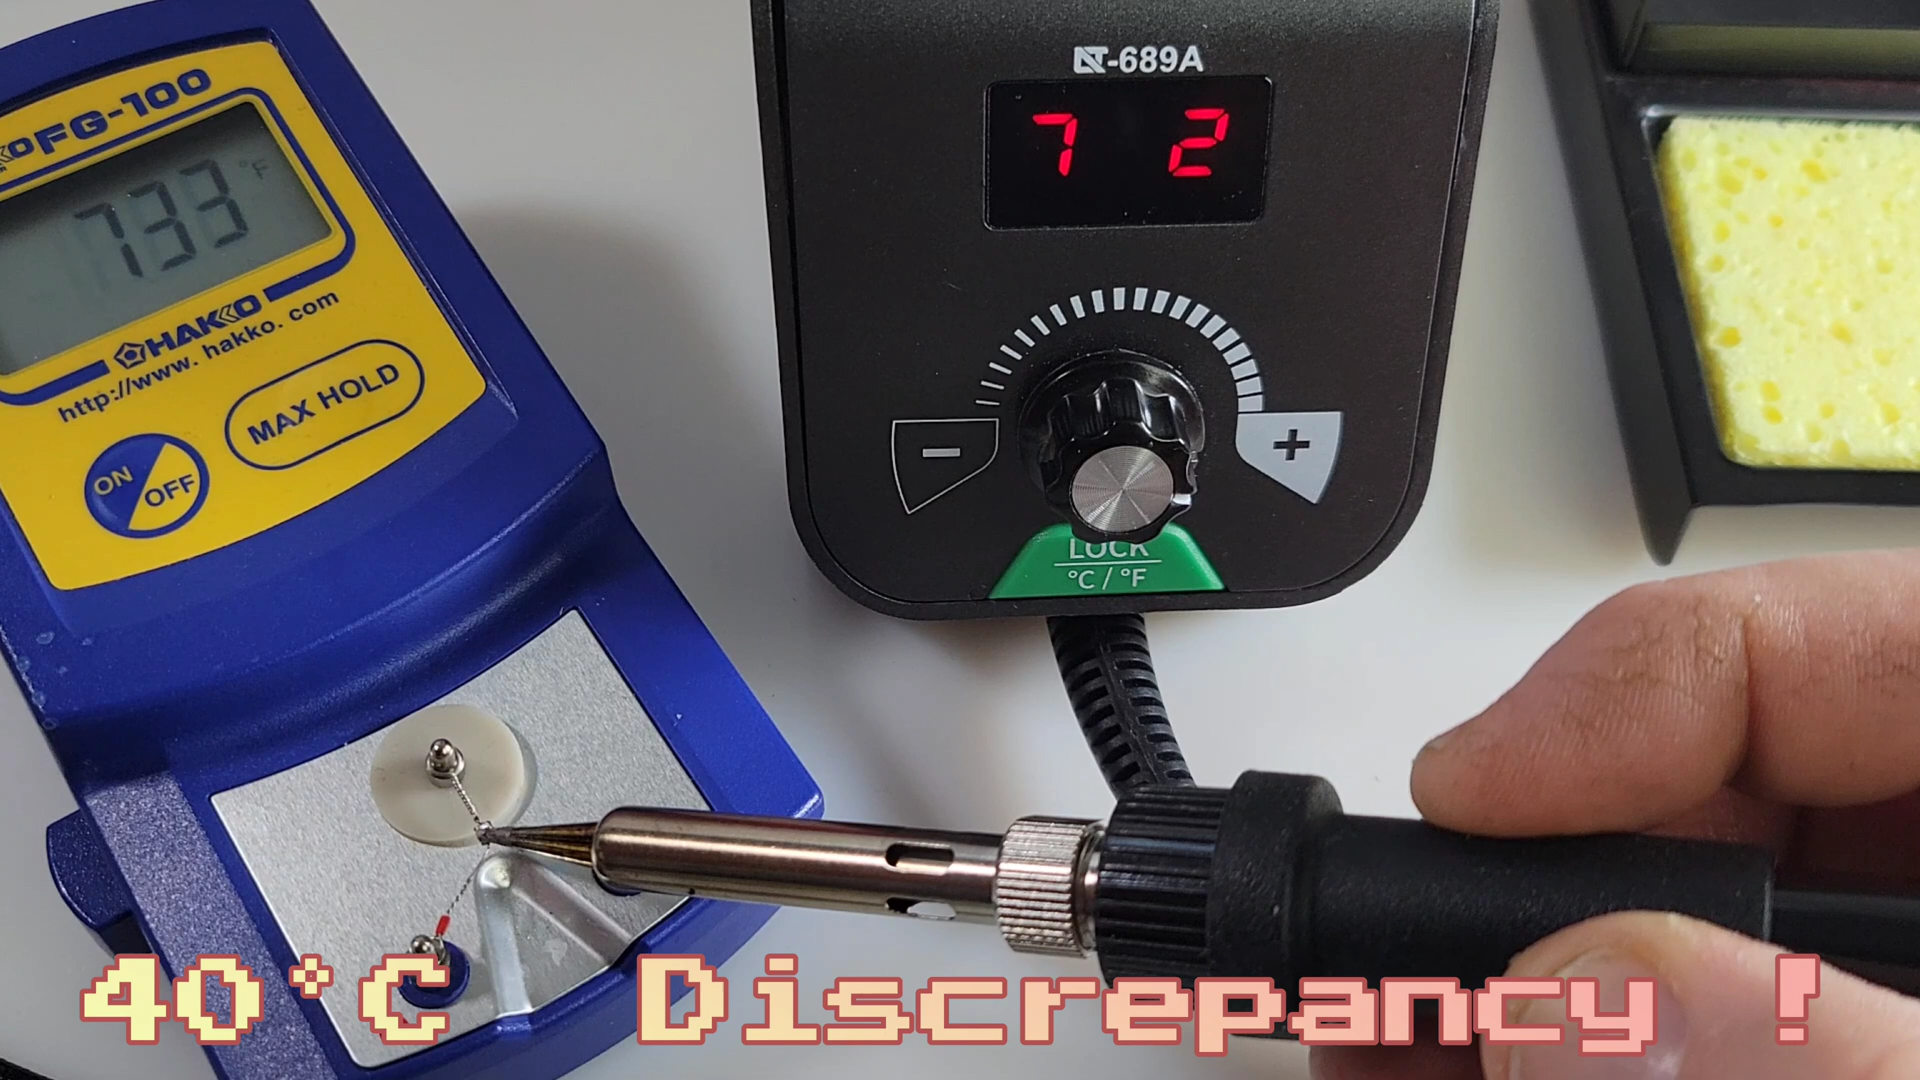 FG-100
733 °F
HAKKO
http://www.hakko.com
MAX HOLD
ON
OFF
-689A
7 2
-
+
LOCK
°C / °F
40°C Discrepancy !